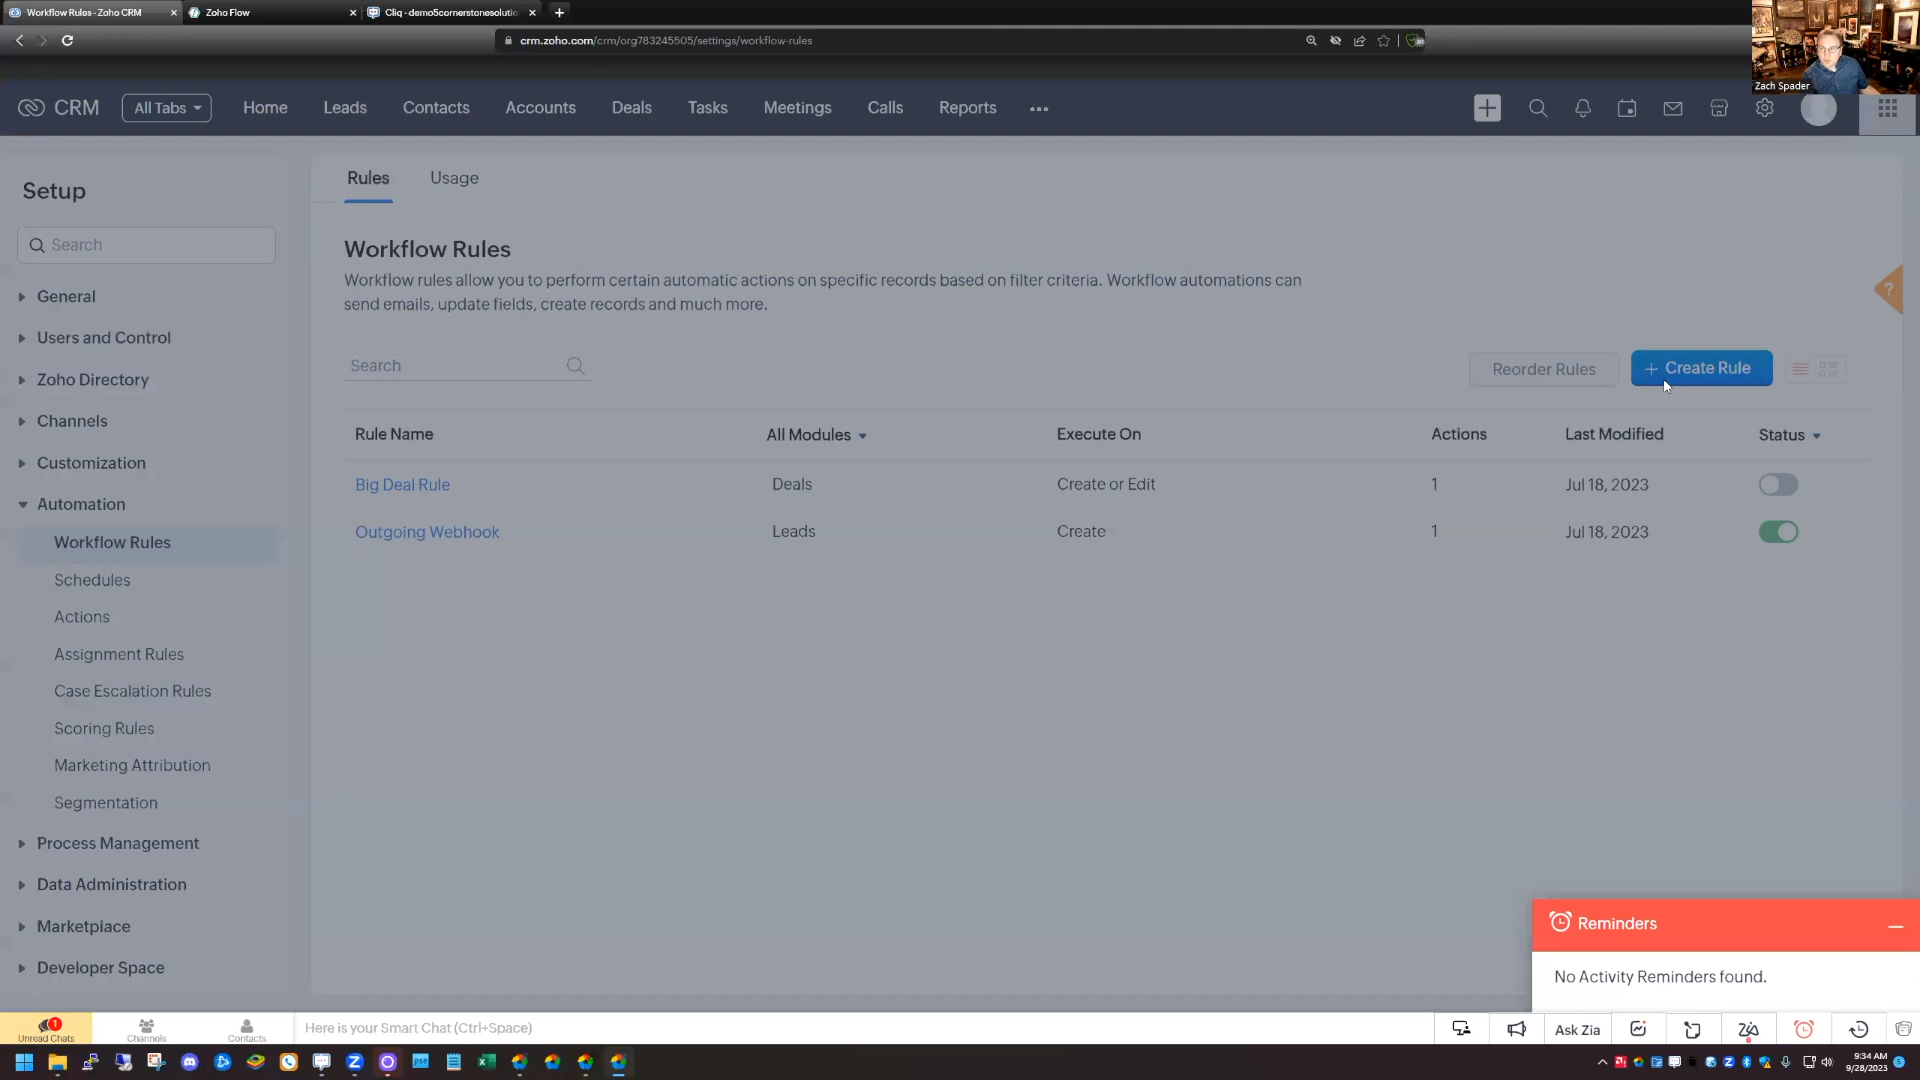 Workflow Rules - Zoho CRM
Zoho Flow
Cliq - demo5cornerstonesolutio
crm.zoho.com/crm/org783245505/settings/workflow-rules
Zach Spader
CRM
All Tabs
Home
Leads
Contacts
Accounts
Deals
Tasks
Meetings
Calls
Reports
Setup
Search
General
Users and Control
Zoho Directory
Channels
Customization
Automation
Workflow Rules
Schedules
Actions
Assignment Rules
Case Escalation Rules
Scoring Rules
Marketing Attribution
Segmentation
Process Management
Data Administration
Marketplace
Developer Space
Rules
Usage
Workflow Rules
Workflow rules allow you to perform certain automatic actions on specific records based on filter criteria. Workflow automations can
send emails, update fields, create records and much more.
Search
Reorder Rules
+ Create Rule
?
Rule Name All Modules Execute On Actions Last Modified Status
Big Deal Rule Deals Create or Edit 1 Jul 18, 2023
Outgoing Webhook Leads Create 1 Jul 18, 2023
Reminders
No Activity Reminders found.
1
Unread Chats
Channels
Contacts
Here is your Smart Chat (Ctrl+Space)
Ask Zia
9:34 AM
9/28/2023